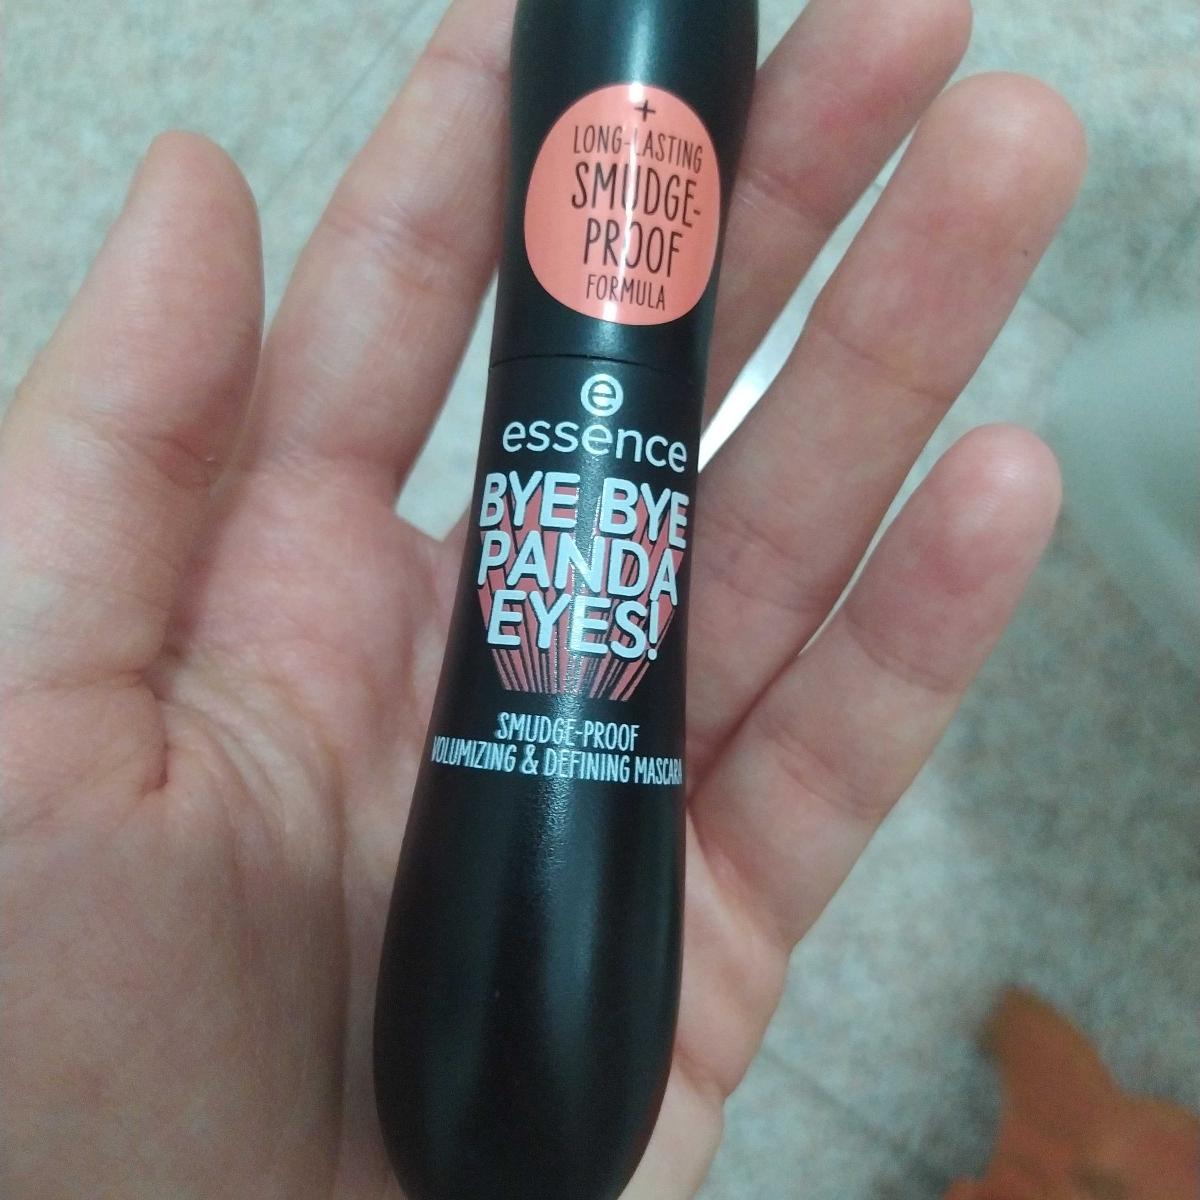 +
LONG-LASTING
SMUDGE-
PROOF
FORMULA
e
essence
BYE BYE
PANDA
EYES!
SMUDGE-PROOF
VOLUMIZING & DEFINING MASCARA